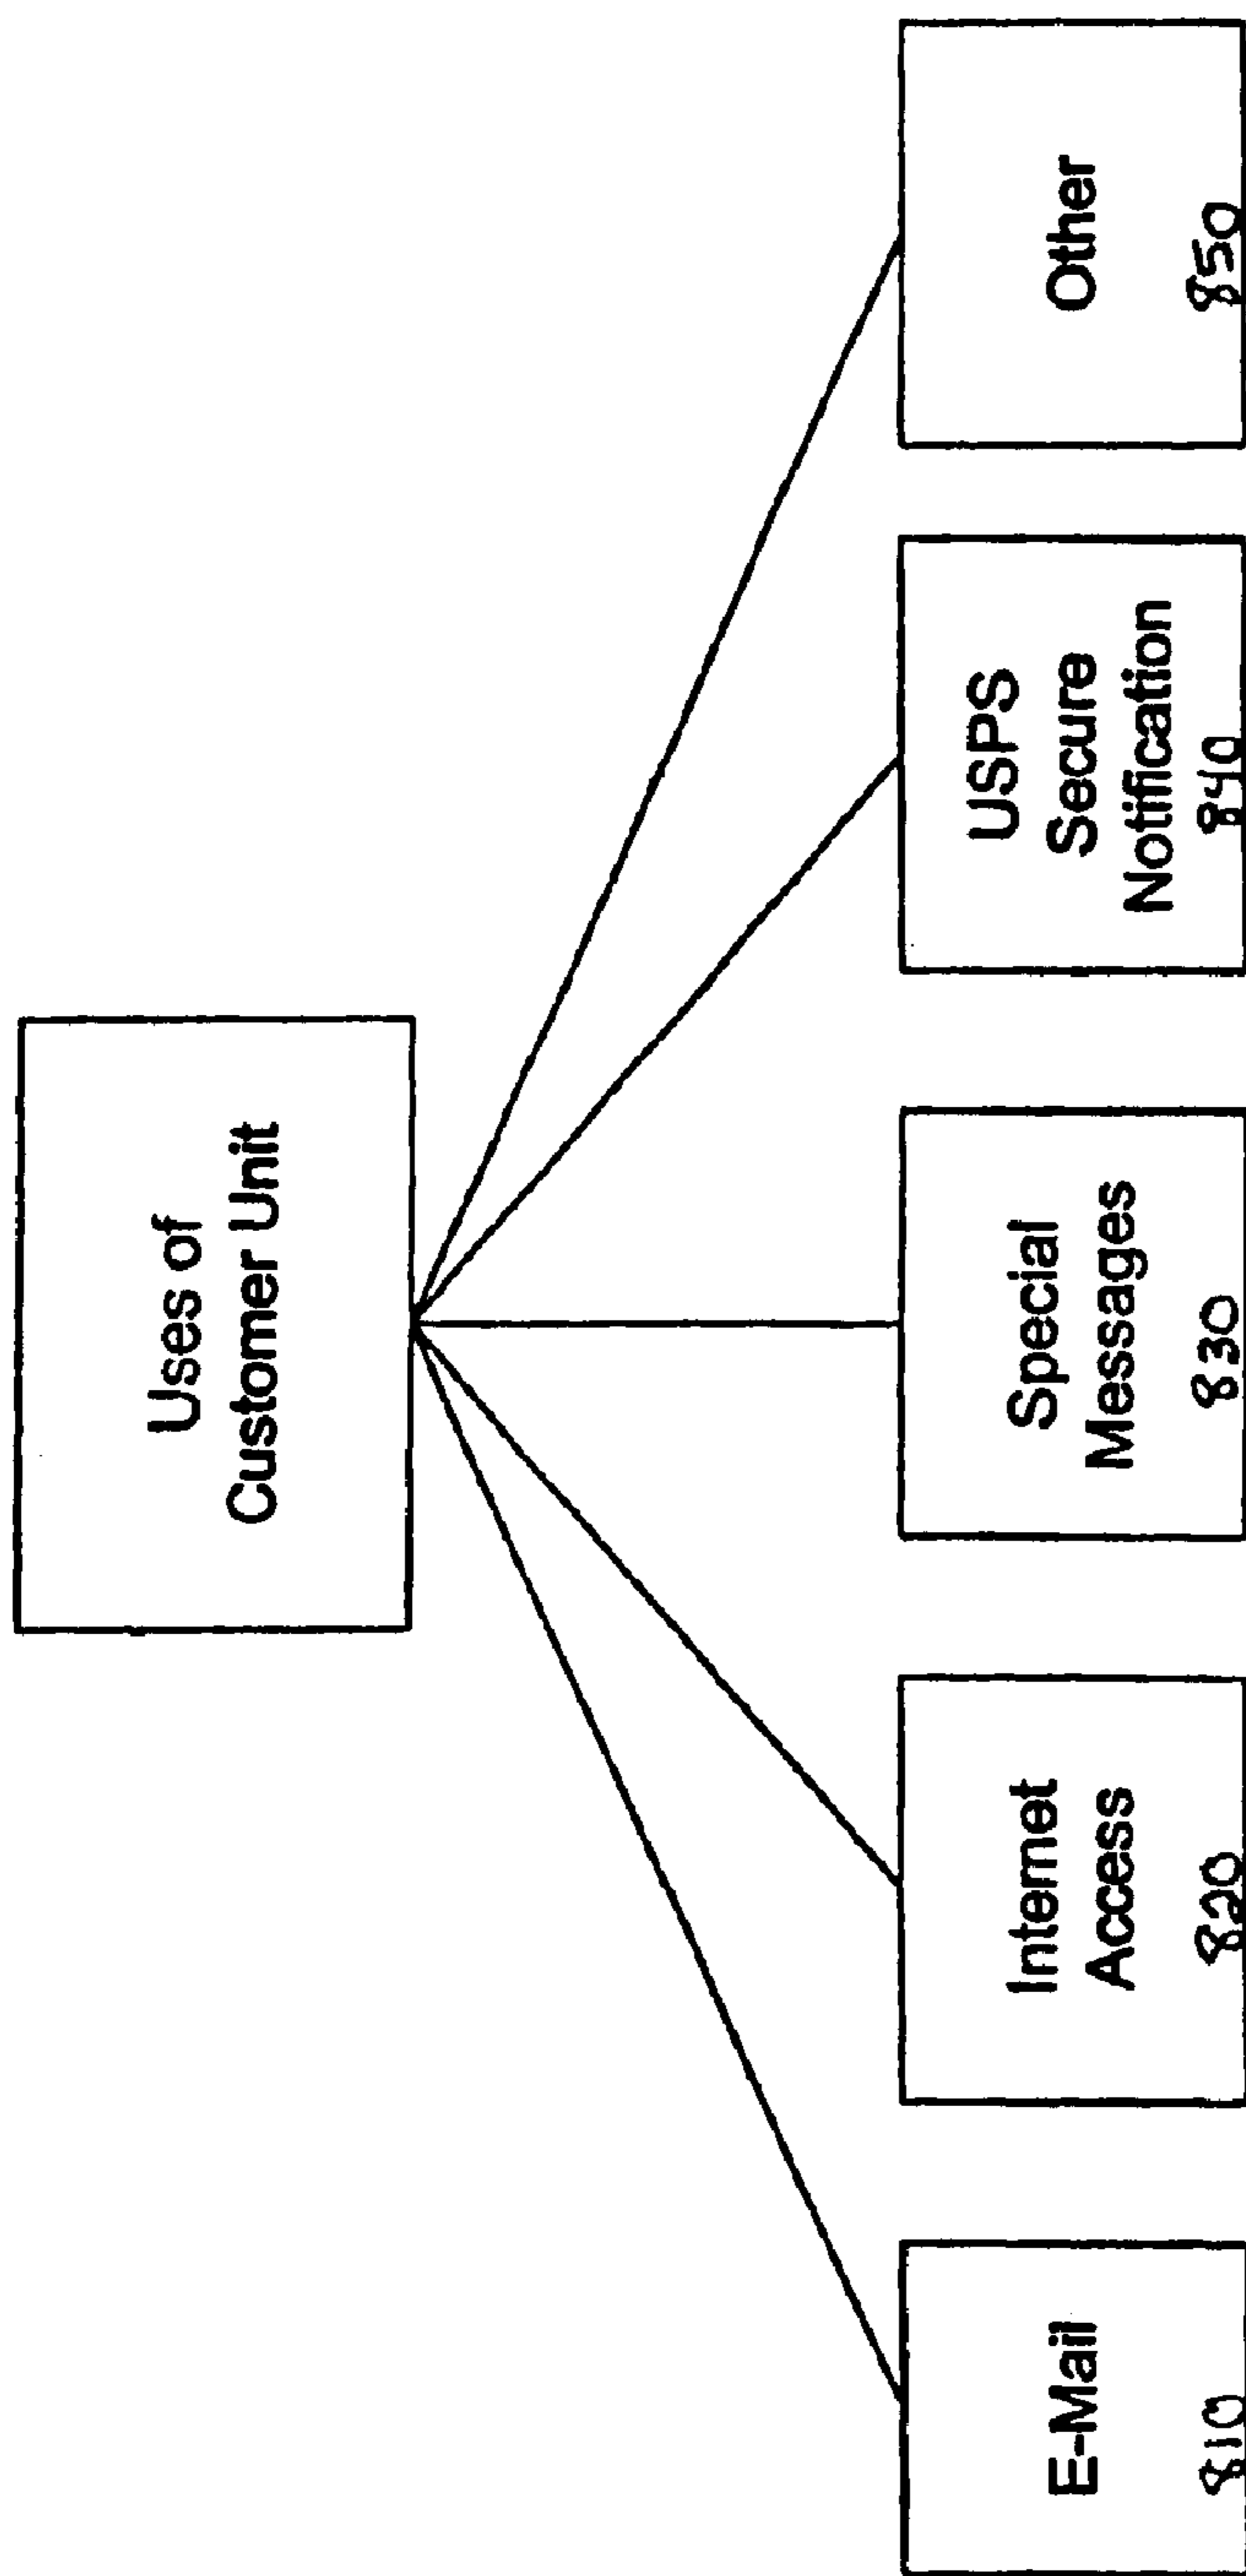 Uses of
Customer Unit
E-Mail
810
Internet
Access
820
Special
Messages
830
USPS
Secure
Notification
840
Other
850